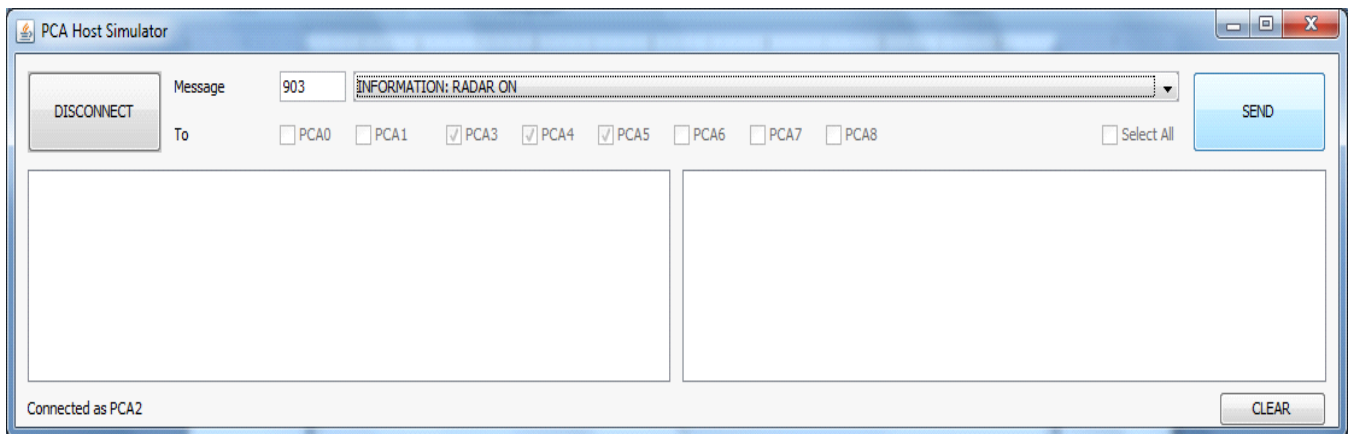 PCA Host Simulator
DISCONNECT
Message 903 INFORMATION: RADAR ON
To PCA0 PCA1 PCA3 PCA4 PCA5 PCA6 PCA7 PCA8 Select All
SEND
Connected as PCA2
CLEAR